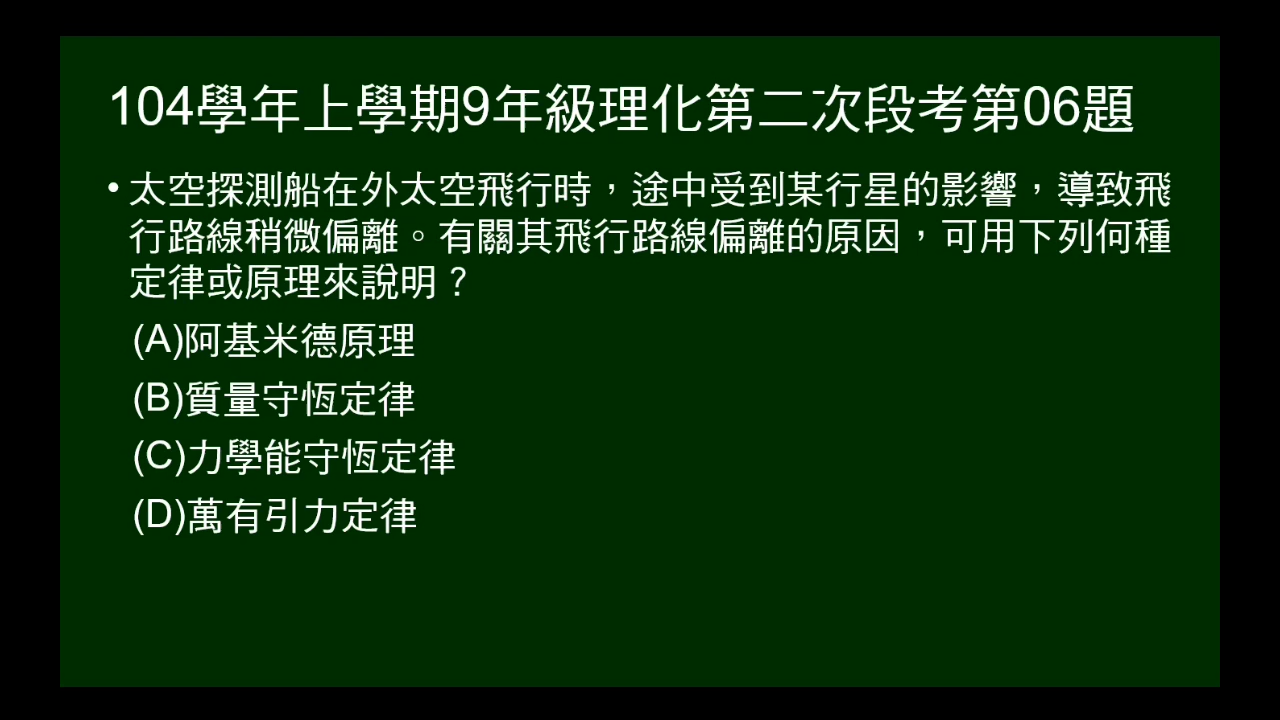 104學年上學期9年級理化第二次段考第06題
•太空探測船在外太空飛行時，途中受到某行星的影響，導致飛
行路線稍微偏離。有關其飛行路線偏離的原因，可用下列何種
定律或原理來說明？
(A)阿基米德原理
(B)質量守恆定律
(C)力學能守恆定律
(D)萬有引力定律